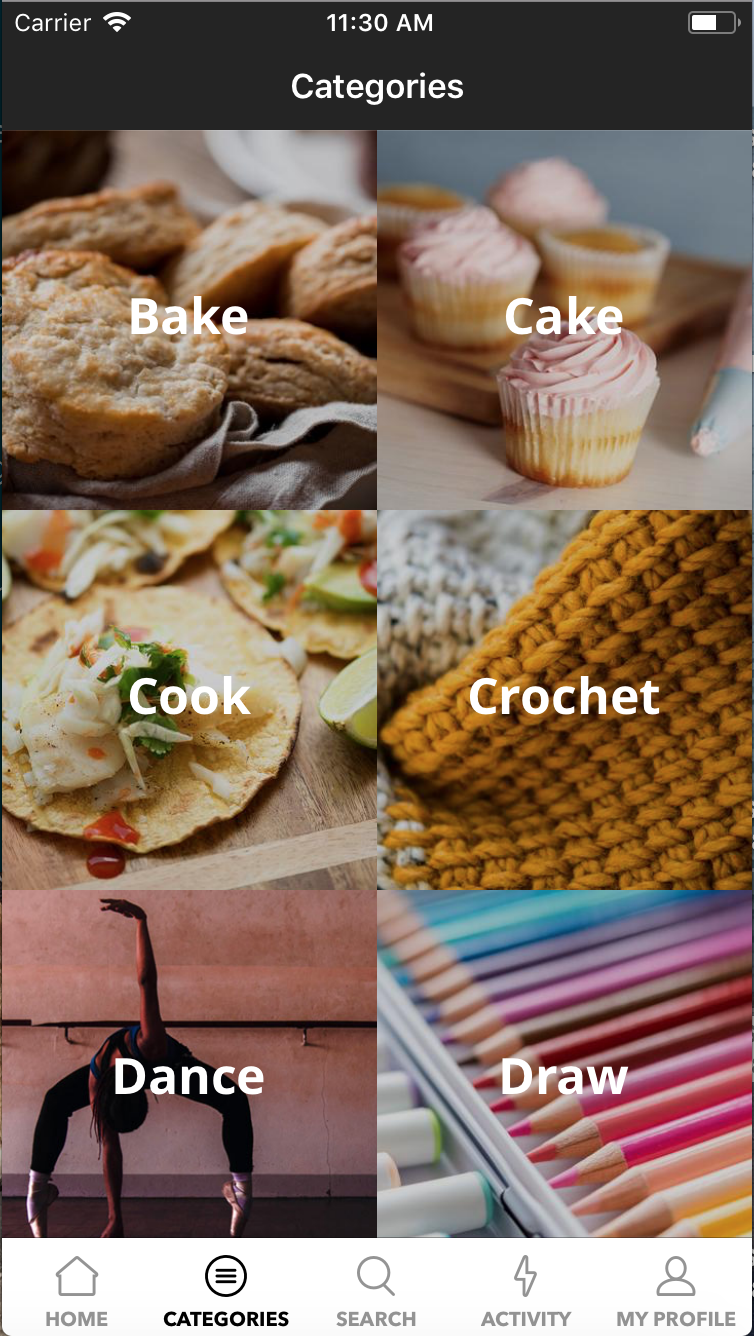 Carrier 11:30 AM
Categories
Bake Cake
Cook Crochet
Dance Draw
HOME CATEGORIES SEARCH ACTIVITY MY PROFILE